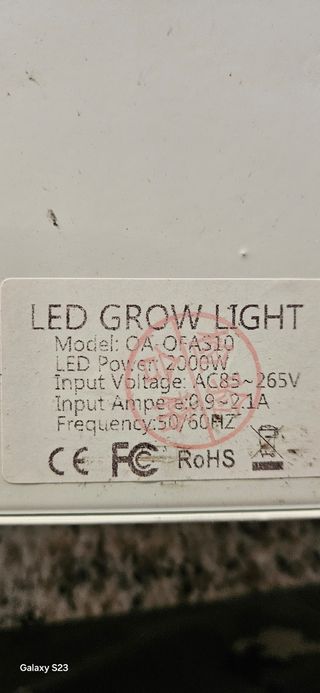 LED GROW LIGHT
Model: OA-OFAS10
LED Power: 2000W
Input Voltage: AC85~265V
Input Ampere:0.9~2.1A
Frequency:50/60HZ
CE FC RoHS
Galaxy S23